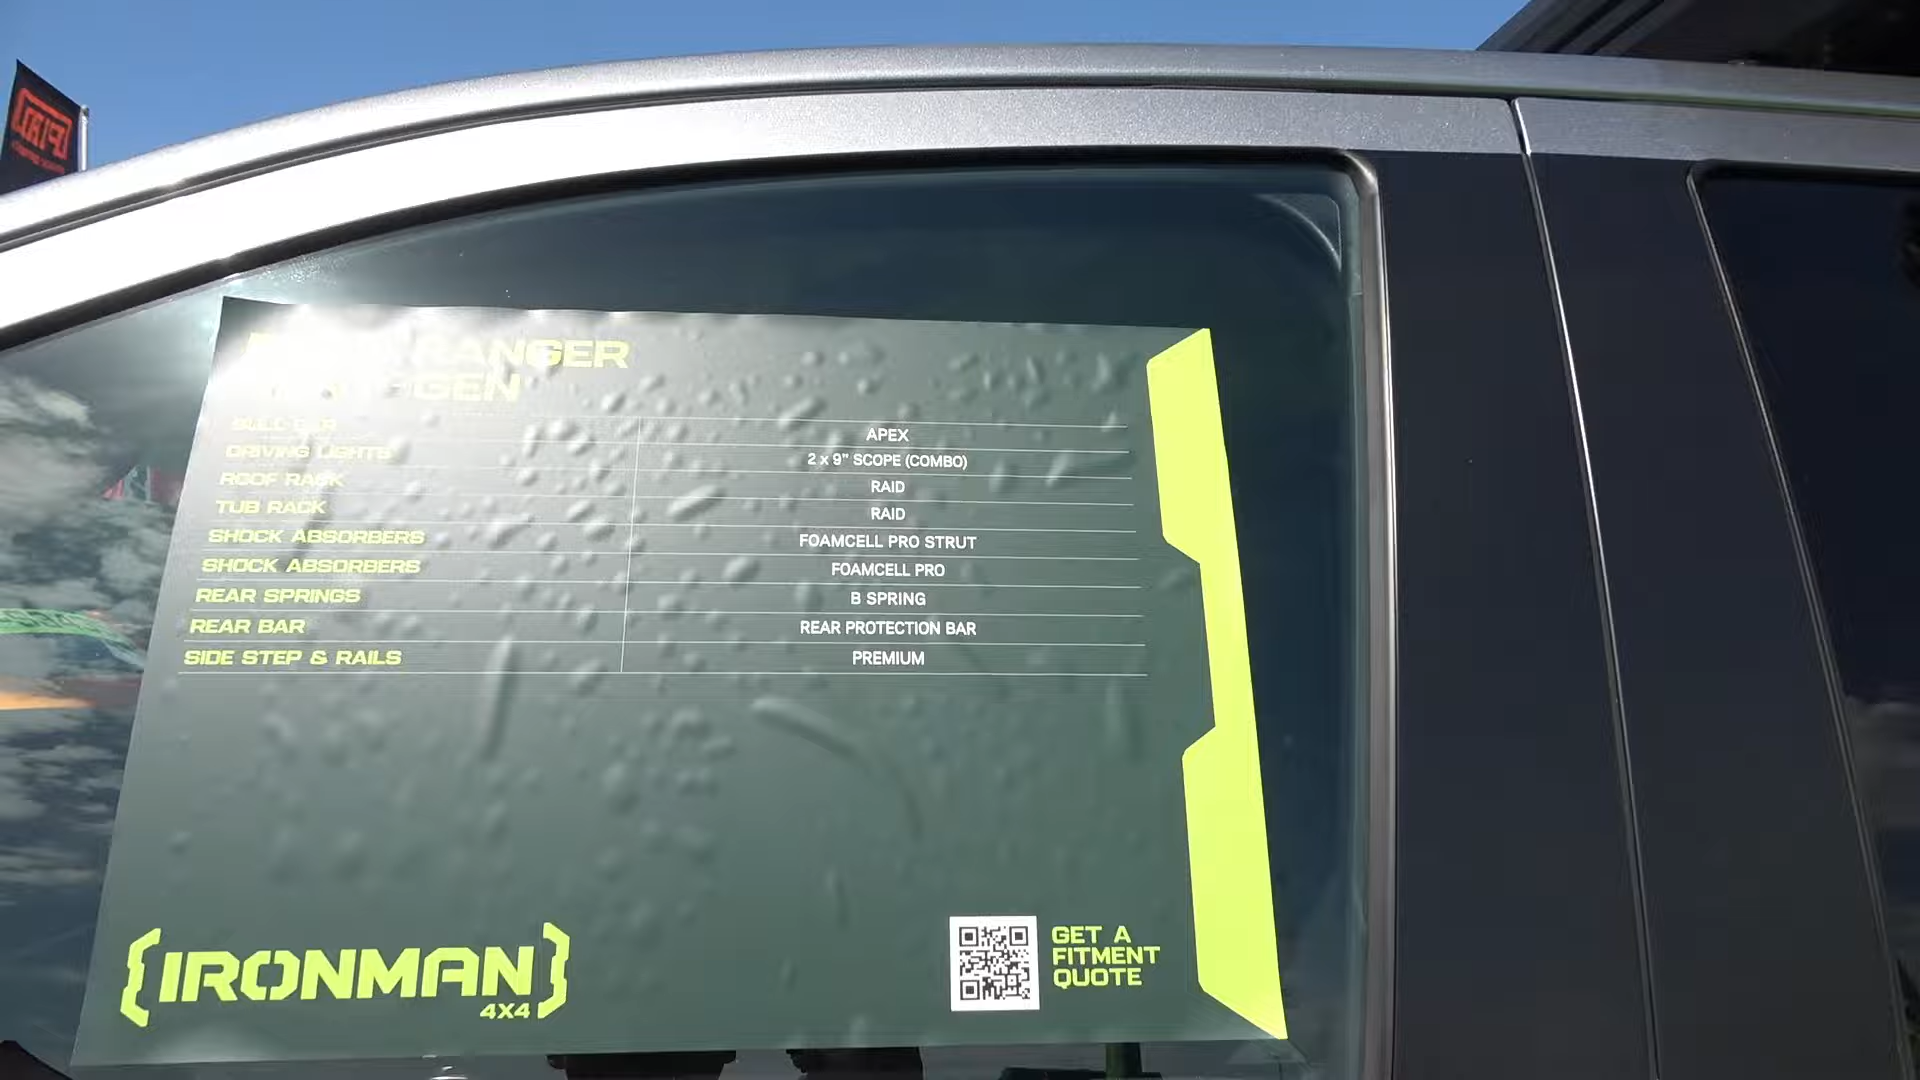 RANGER
GEN
BULL BAR APEX
DRIVING LIGHTS 2 x 9" SCOPE (COMBO)
ROOF RACK RAID
TUB RACK RAID
SHOCK ABSORBERS FOAMCELL PRO STRUT
SHOCK ABSORBERS FOAMCELL PRO
REAR SPRINGS B SPRING
REAR BAR REAR PROTECTION BAR
SIDE STEP & RAILS PREMIUM
IRONMAN
4X4
GET A
FITMENT
QUOTE